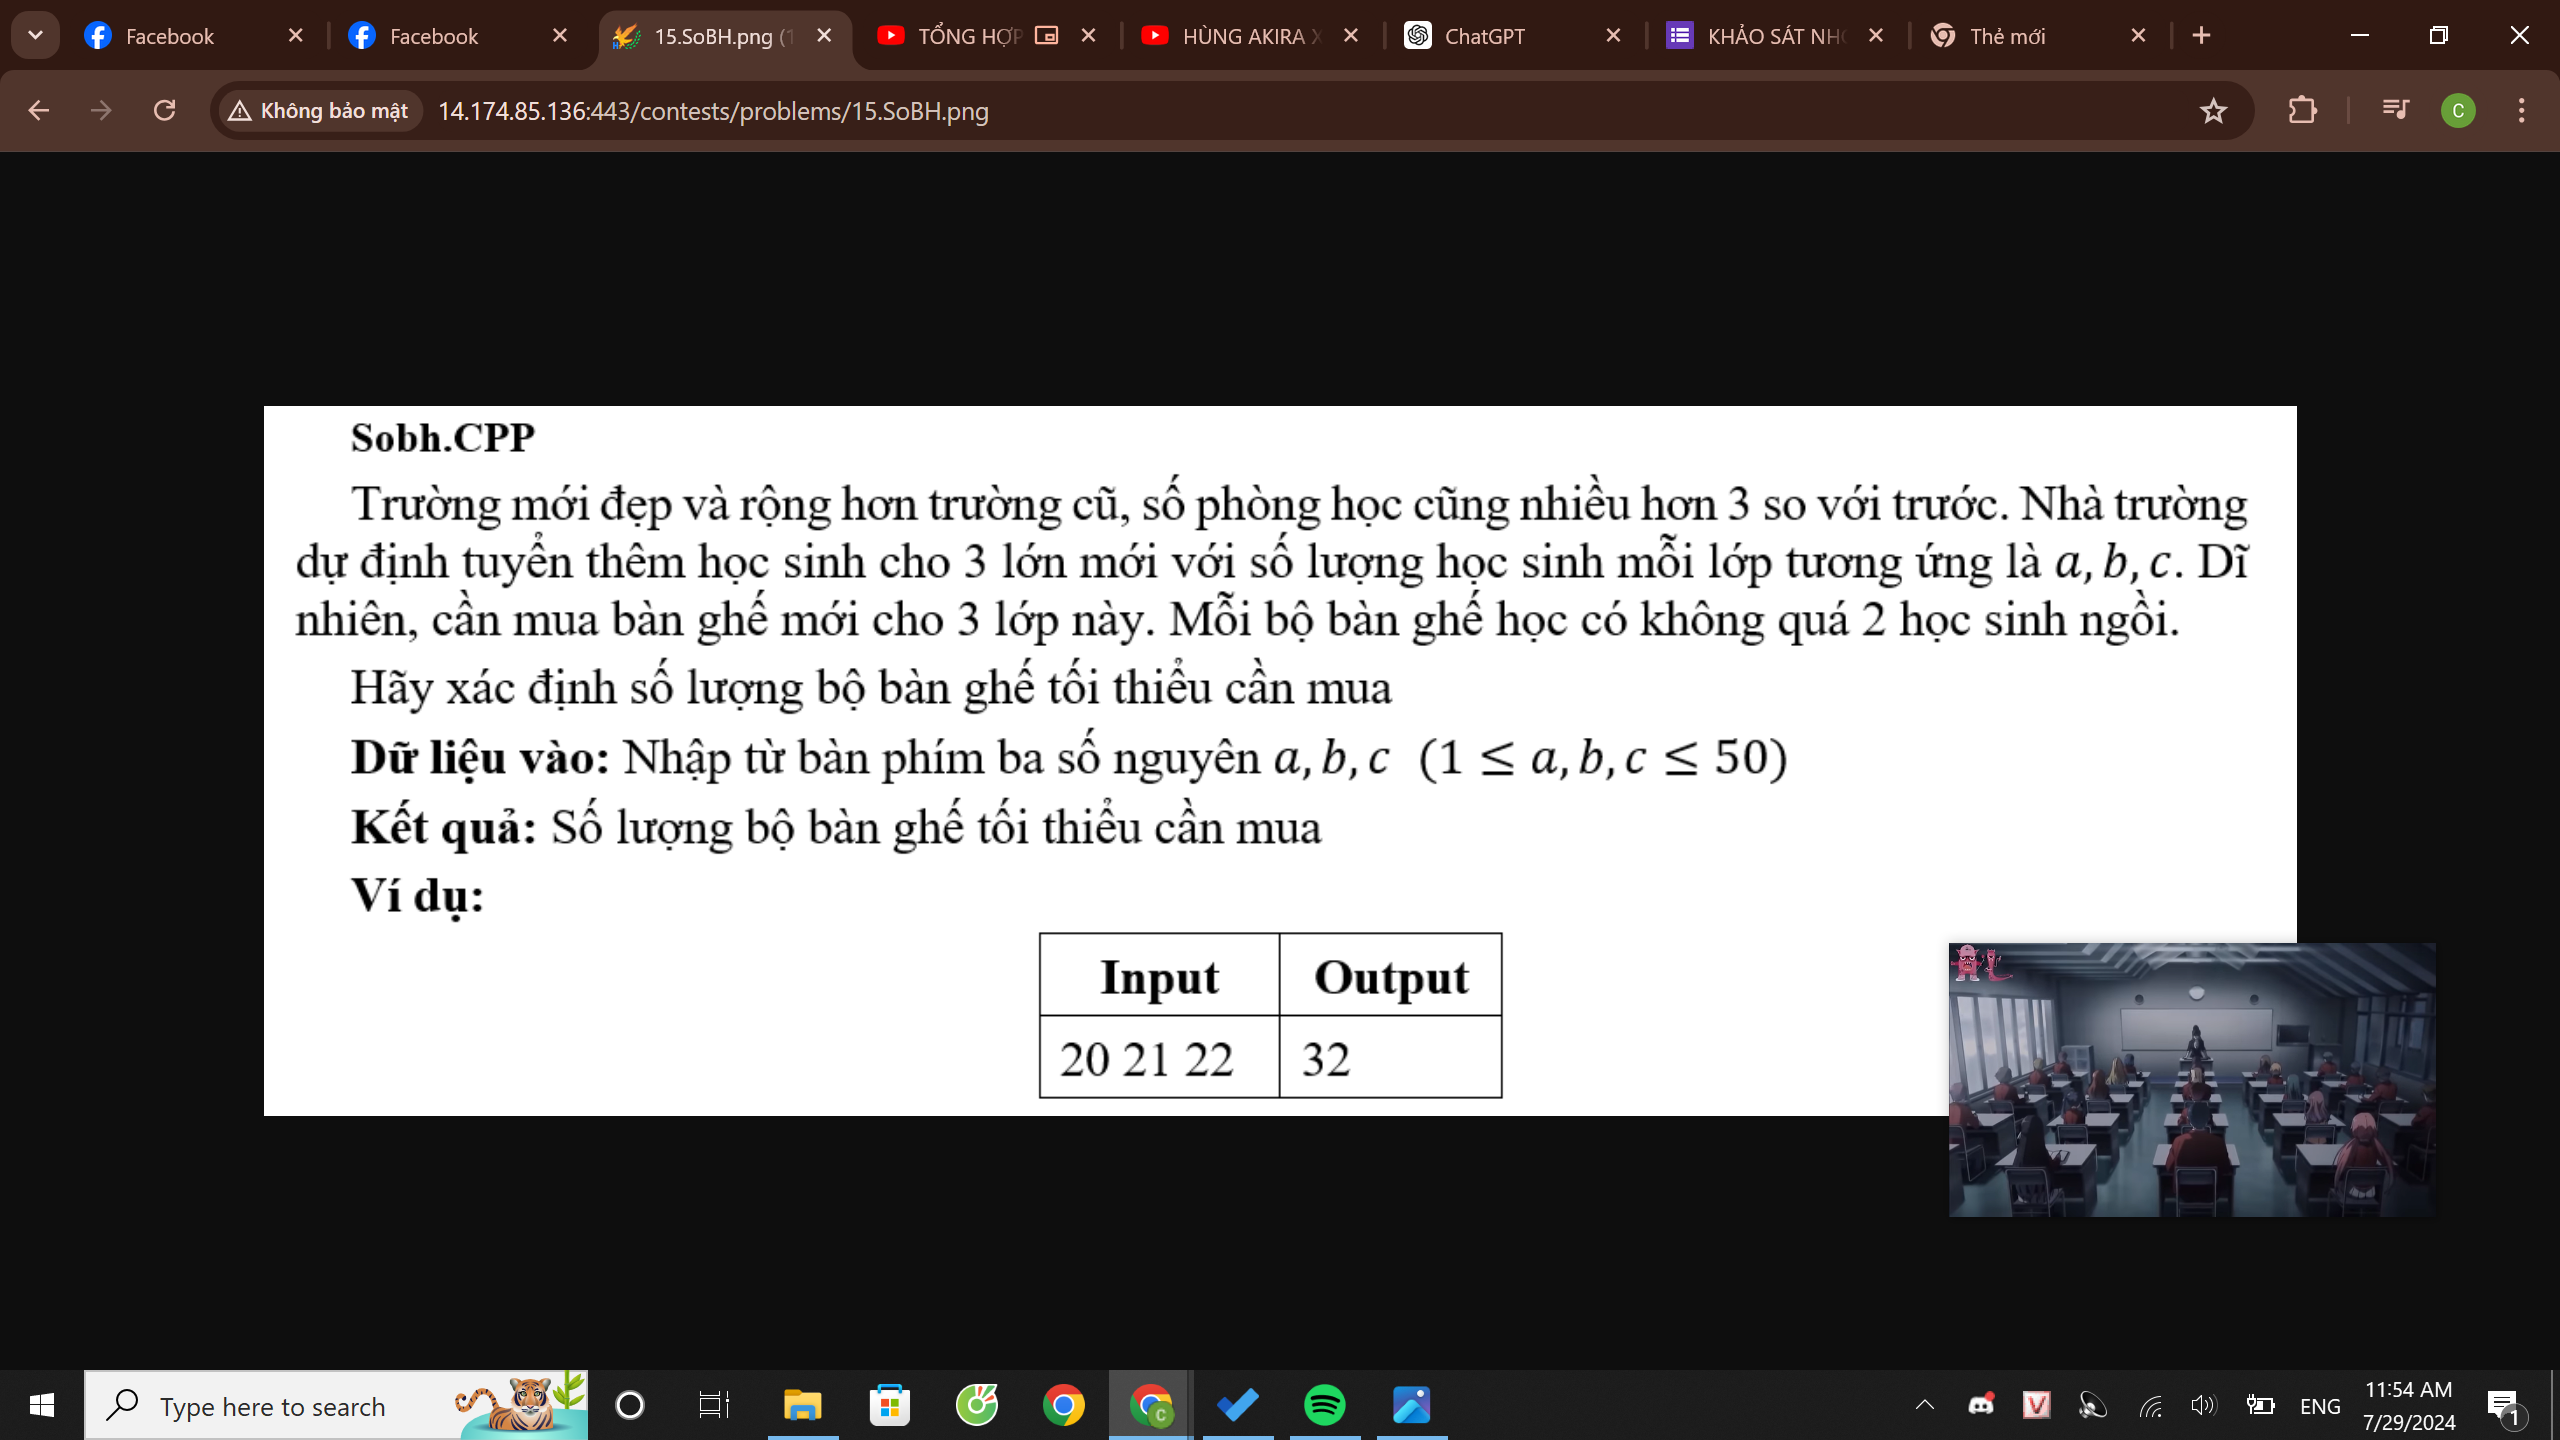 Facebook
Facebook
15.SoBH.png (1
TỔNG HỢP
HÙNG AKIRA X
ChatGPT
KHẢO SÁT NHO
Thẻ mới
Không bảo mật
14.174.85.136:443/contests/problems/15.SoBH.png
C
Sobh.CPP
Trường mới đẹp và rộng hơn trường cũ, số phòng học cũng nhiều hơn 3 so với trước. Nhà trường
dự định tuyển thêm học sinh cho 3 lớn mới với số lượng học sinh mỗi lớp tương ứng là a, b, c. Dĩ
nhiên, cần mua bàn ghế mới cho 3 lớp này. Mỗi bộ bàn ghế học có không quá 2 học sinh ngồi.
Hãy xác định số lượng bộ bàn ghế tối thiểu cần mua
Dữ liệu vào: Nhập từ bàn phím ba số nguyên a, b, c (1 ≤ a, b, c ≤ 50)
Kết quả: Số lượng bộ bàn ghế tối thiểu cần mua
Ví dụ:
Input Output
20 21 22 32
Type here to search
C
V
ENG
11:54 AM
7/29/2024
1